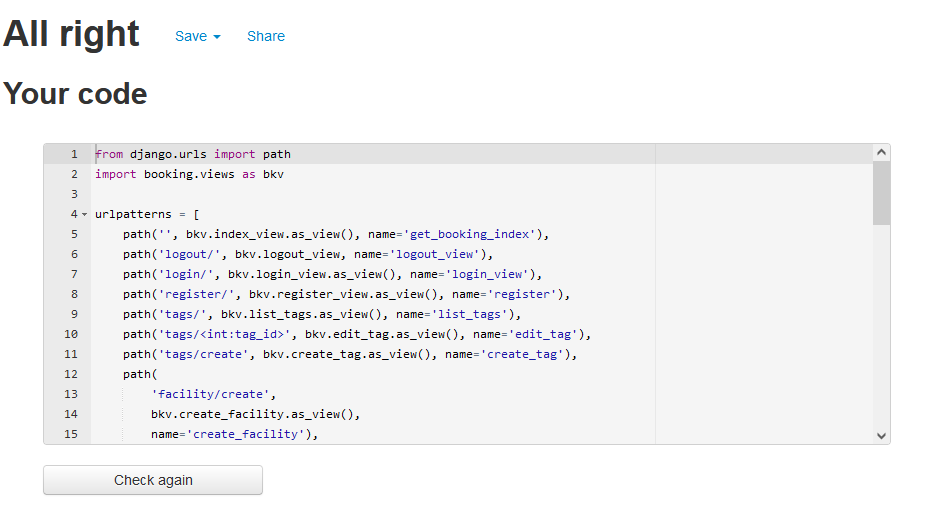 All right Save Share
Your code
1 from django.urls import path
2 import booking.views as bkv
3
4 urlpatterns = [
5 path('', bkv.index_view.as_view(), name='get_booking_index'),
6 path('logout/', bkv.logout_view, name='logout_view'),
7 path('login/', bkv.login_view.as_view(), name='login_view'),
8 path('register/', bkv.register_view.as_view(), name='register'),
9 path('tags/', bkv.list_tags.as_view(), name='list_tags'),
10 path('tags/<int:tag_id>', bkv.edit_tag.as_view(), name='edit_tag'),
11 path('tags/create', bkv.create_tag.as_view(), name='create_tag'),
12 path(
13 'facility/create',
14 bkv.create_facility.as_view(),
15 name='create_facility'),
Check again